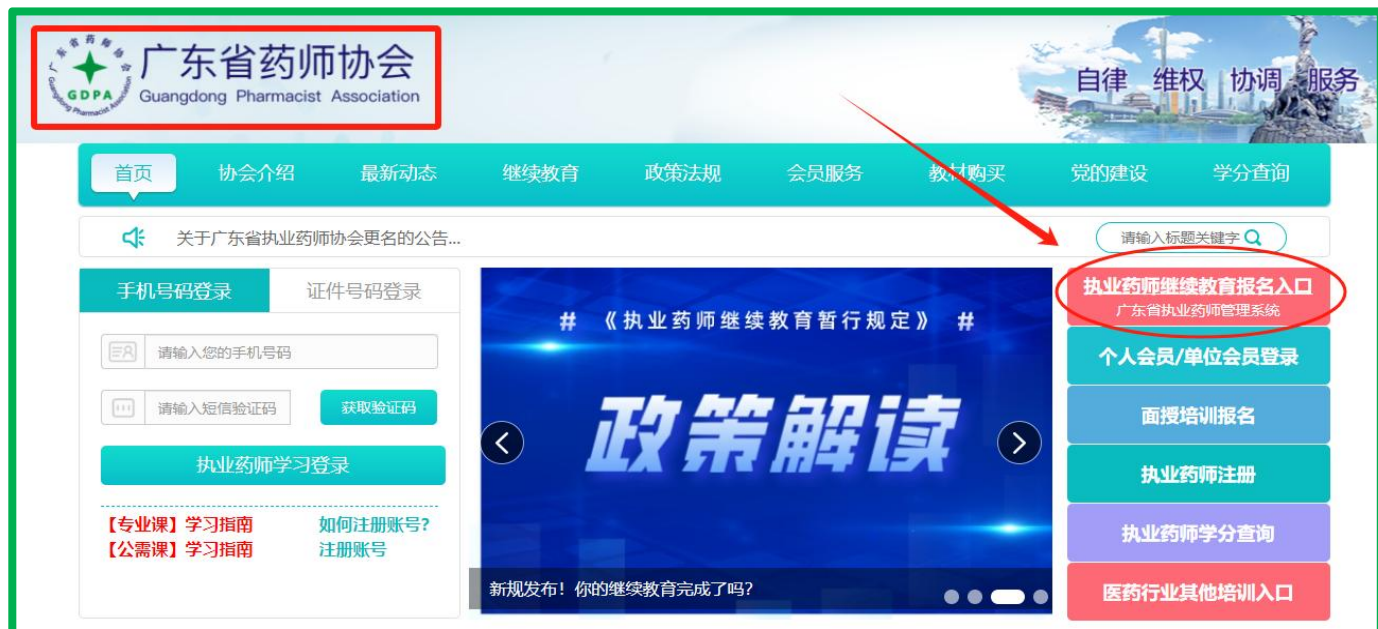 广东省药师协会
GDPA
Guangdong Pharmacist Association
自律 维权 协调 服务
首页 协会介绍 最新动态 继续教育 政策法规 会员服务 教材购买 党的建设 学分查询
关于广东省执业药师协会更名的公告...
请输入标题关键字
手机号码登录 证件号码登录
请输入您的手机号码
请输入短信验证码 获取验证码
执业药师学习登录
【专业课】学习指南 如何注册账号?
【公需课】学习指南 注册账号
# 《执业药师继续教育暂行规定》 #
政策解读
新规发布！你的继续教育完成了吗?
执业药师继续教育报名入口
广东省执业药师管理系统
个人会员/单位会员登录
面授培训报名
执业药师注册
执业药师学分查询
医药行业其他培训入口